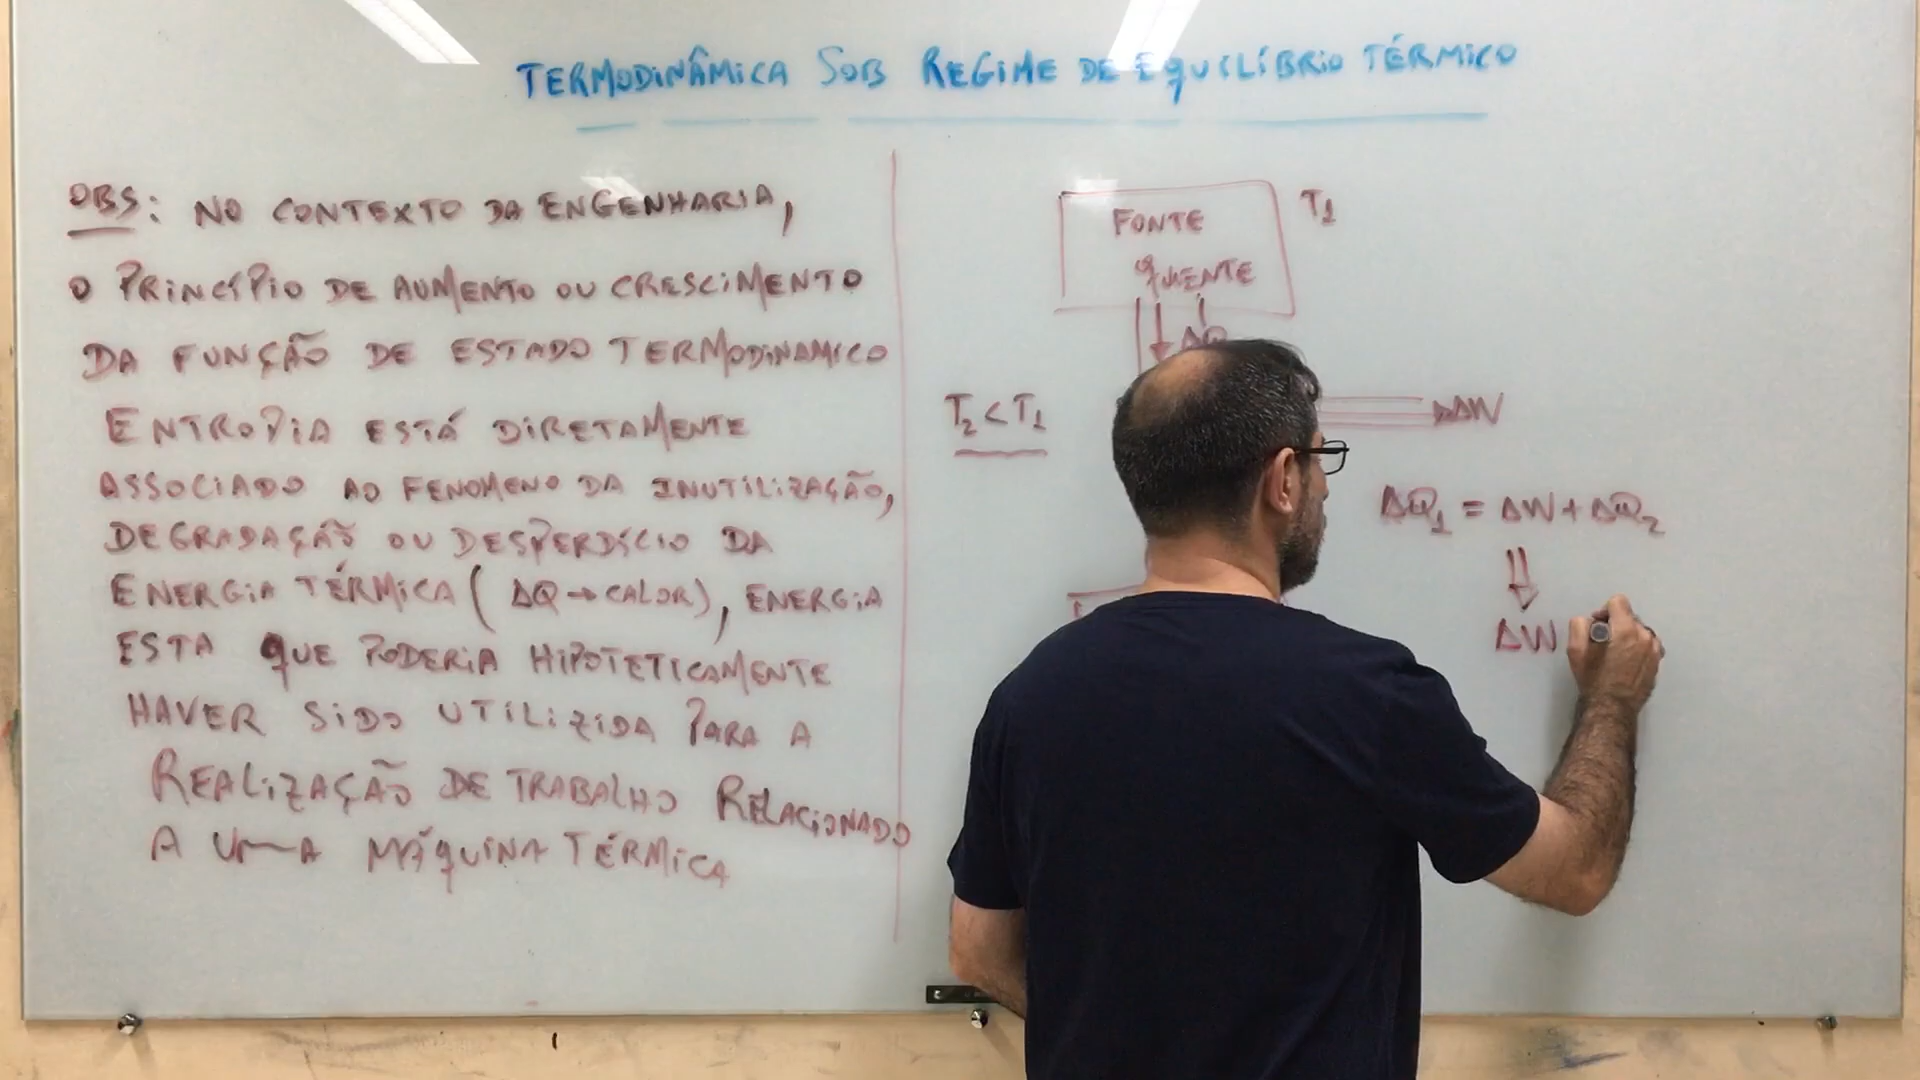 TERMODINÂMICA SOB REGIME DE EQUILÍBRIO TÉRMICO
OBS: NO CONTEXTO DA ENGENHARIA,
O PRINCÍPIO DE AUMENTO OU CRESCIMENTO
DA FUNÇÃO DE ESTADO TERMODINAMICO
ENTROPIA ESTÁ DIRETAMENTE
ASSOCIADO AO FENOMENO DA INUTILIZAÇÃO,
DEGRADAÇÃO OU DESPERDÍCIO DA
ENERGIA TÉRMICA (ΔQ → CALOR), ENERGIA
ESTA QUE PODERIA HIPOTETICAMENTE
HAVER SIDO UTILIZIDA PARA A
REALIZAÇÃO DE TRABALHO RELACIONADO
A UMA MÁQUINA TÉRMICA
FONTE
QUENTE
T1
T2 < T1
ΔW
ΔQ1 = ΔW + ΔQ2
⇓
ΔW